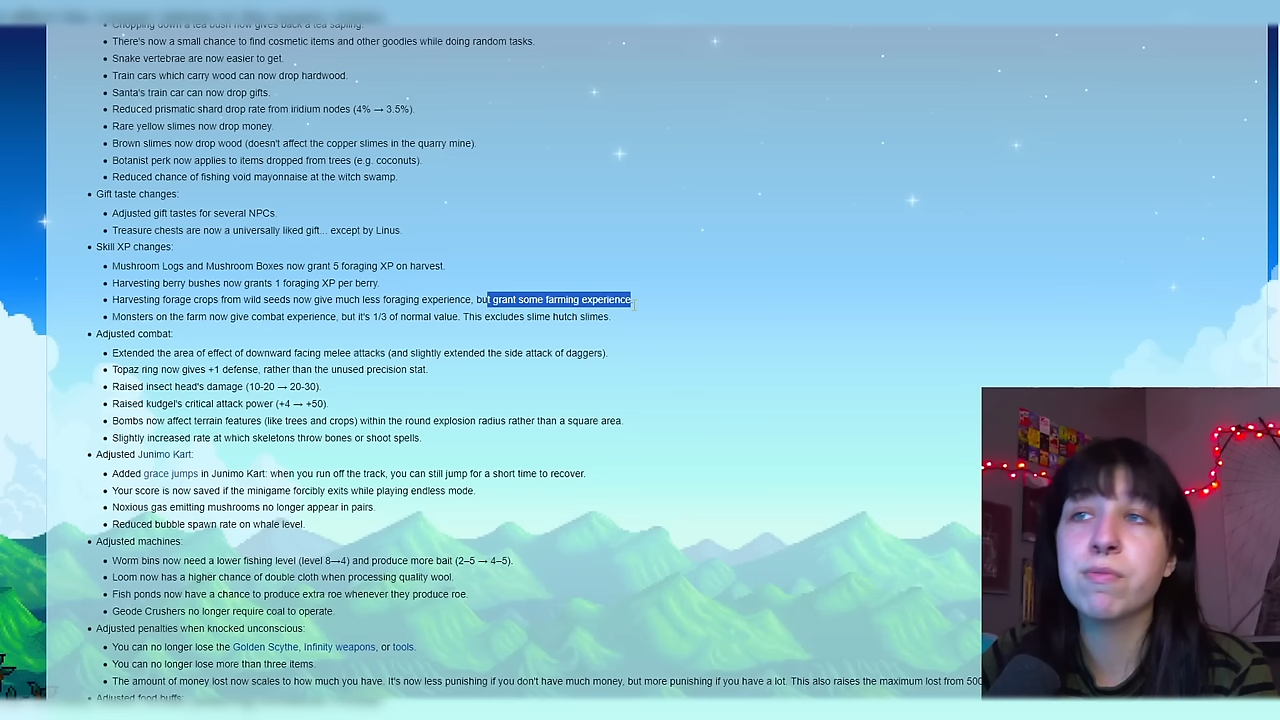 Chopping down a tea bush now gives back a tea sapling.
There's now a small chance to find cosmetic items and other goodies while doing random tasks.
Snake vertebrae are now easier to get.
Train cars which carry wood can now drop hardwood.
Santa's train car can now drop gifts.
Reduced prismatic shard drop rate from iridium nodes (4% → 3.5%).
Rare yellow slimes now drop money.
Brown slimes now drop wood (doesn't affect the copper slimes in the quarry mine).
Botanist perk now applies to items dropped from trees (e.g. coconuts).
Reduced chance of fishing void mayonnaise at the witch swamp.
Gift taste changes:
Adjusted gift tastes for several NPCs.
Treasure chests are now a universally liked gift... except by Linus.
Skill XP changes:
Mushroom Logs and Mushroom Boxes now grant 5 foraging XP on harvest.
Harvesting berry bushes now grants 1 foraging XP per berry.
Harvesting forage crops from wild seeds now give much less foraging experience, but grant some farming experience
Monsters on the farm now give combat experience, but it's 1/3 of normal value. This excludes slime hutch slimes.
Adjusted combat:
Extended the area of effect of downward facing melee attacks (and slightly extended the side attack of daggers).
Topaz ring now gives +1 defense, rather than the unused precision stat.
Raised insect head's damage (10-20 → 20-30).
Raised kudgel's critical attack power (+4 → +50).
Bombs now affect terrain features (like trees and crops) within the round explosion radius rather than a square area.
Slightly increased rate at which skeletons throw bones or shoot spells.
Adjusted Junimo Kart:
Added grace jumps in Junimo Kart: when you run off the track, you can still jump for a short time to recover.
Your score is now saved if the minigame forcibly exits while playing endless mode.
Noxious gas emitting mushrooms no longer appear in pairs.
Reduced bubble spawn rate on whale level.
Adjusted machines:
Worm bins now need a lower fishing level (level 8→4) and produce more bait (2–5 → 4–5).
Loom now has a higher chance of double cloth when processing quality wool.
Fish ponds now have a chance to produce extra roe whenever they produce roe.
Geode Crushers no longer require coal to operate.
Adjusted penalties when knocked unconscious:
You can no longer lose the Golden Scythe, Infinity weapons, or tools.
You can no longer lose more than three items.
The amount of money lost now scales to how much you have. It's now less punishing if you don't have much money, but more punishing if you have a lot. This also raises the maximum lost from 500
Adjusted food buffs: